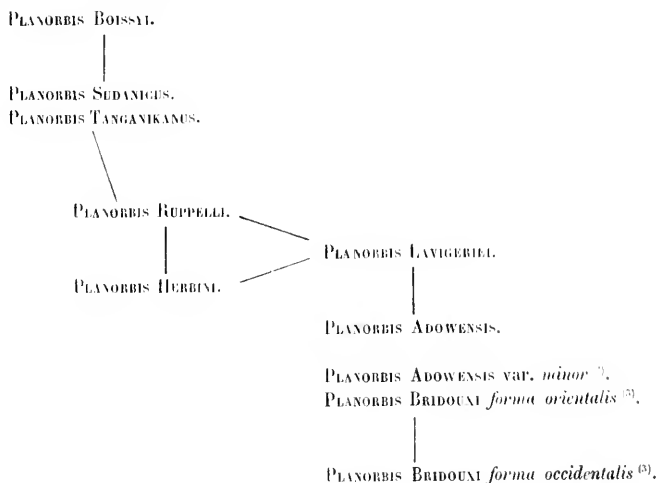 Planorbis Boissyi.
Planorbis Sudanicus.
Planorbis Tanganikanus.
Planorbis Ruppelli.
Planorbis Lavigeriei.
Planorbis Herbini.
Planorbis Adowensis.
Planorbis Adowensis var. minor.
Planorbis Bridouxi forma orientalis (3).
Planorbis Bridouxi forma occidentalis (3).